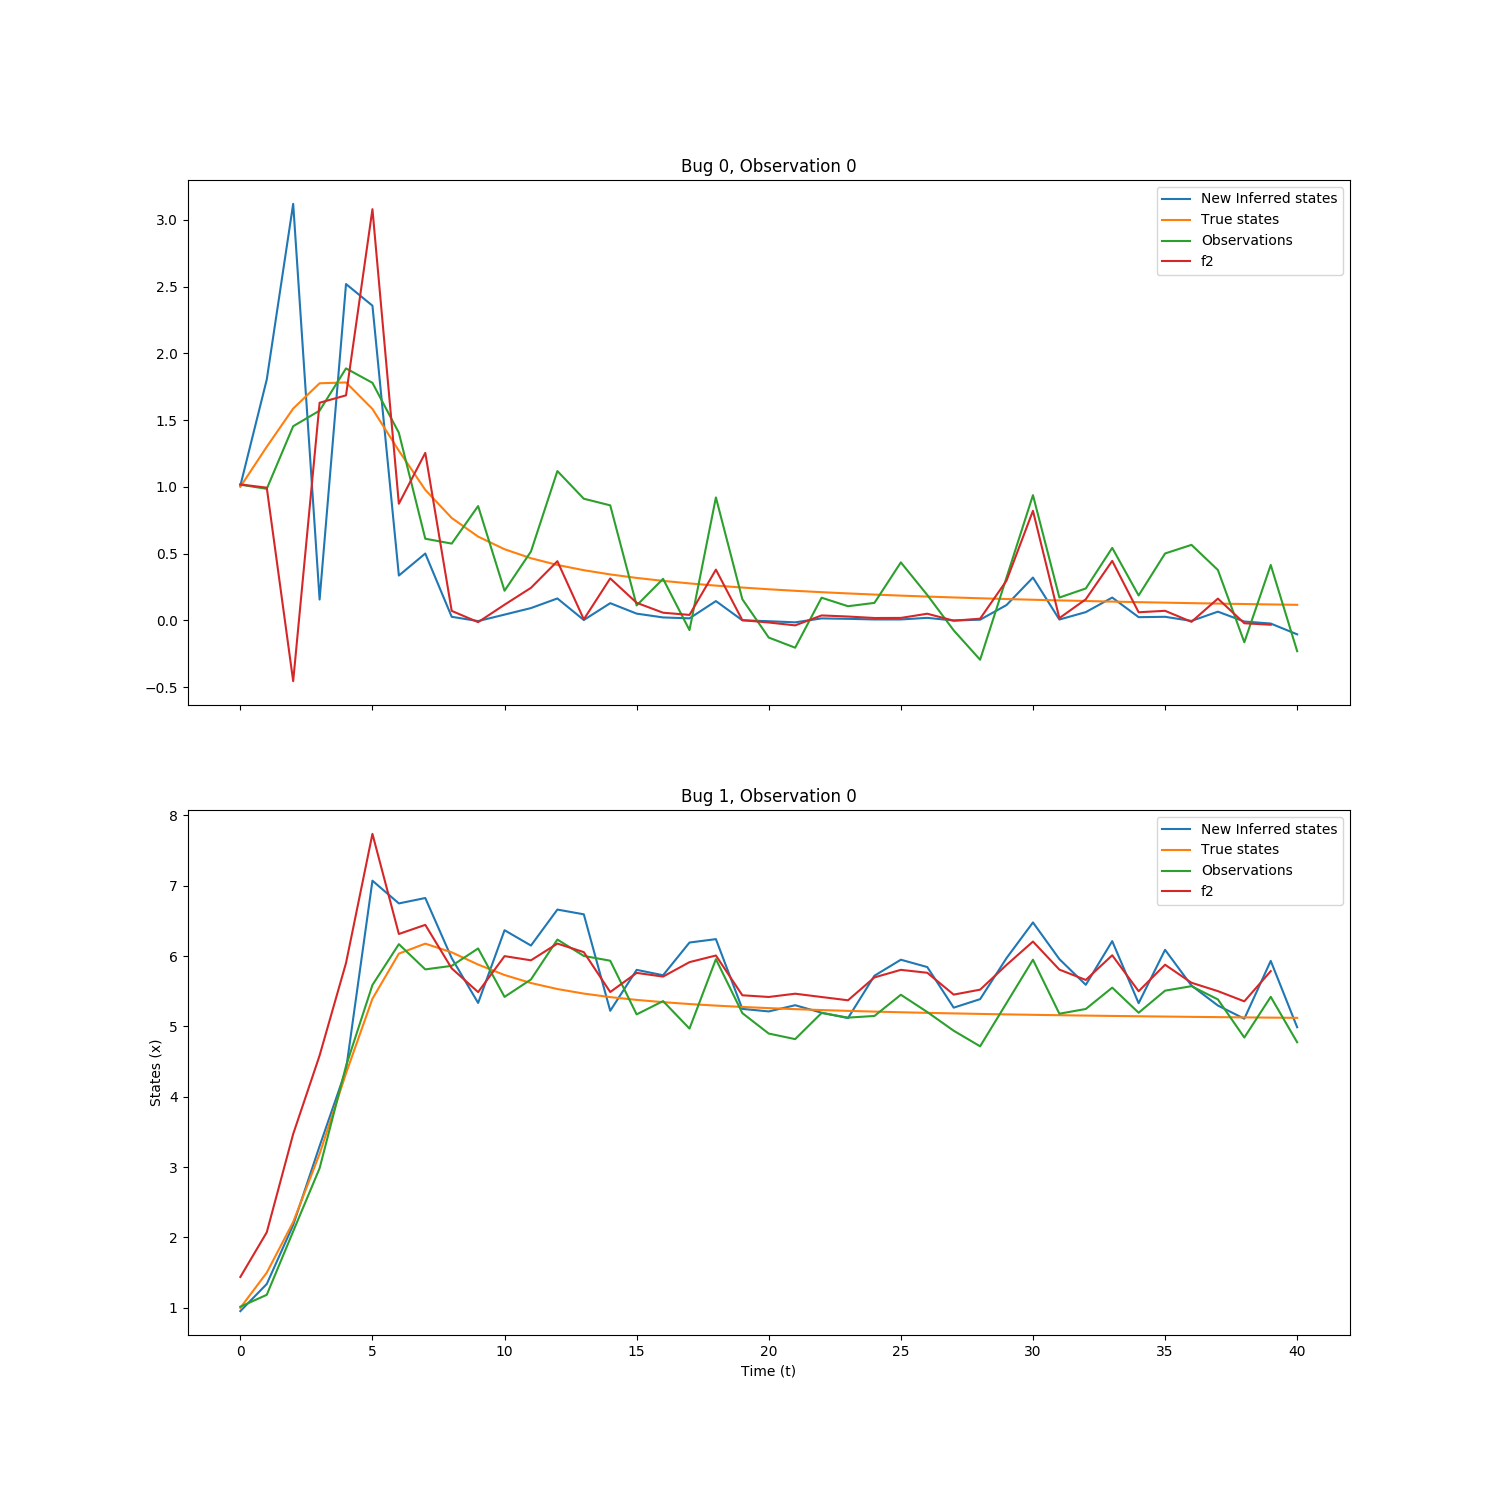 Bug 0, Observation 0
3.0
2.5
2.0
1.5
1.0
0.5
0.0
−0.5
New Inferred states
True states
Observations
f2
Bug 1, Observation 0
8
7
6
5
4
3
2
1
States (x)
New Inferred states
True states
Observations
f2
0 5 10 15 20 25 30 35 40
Time (t)